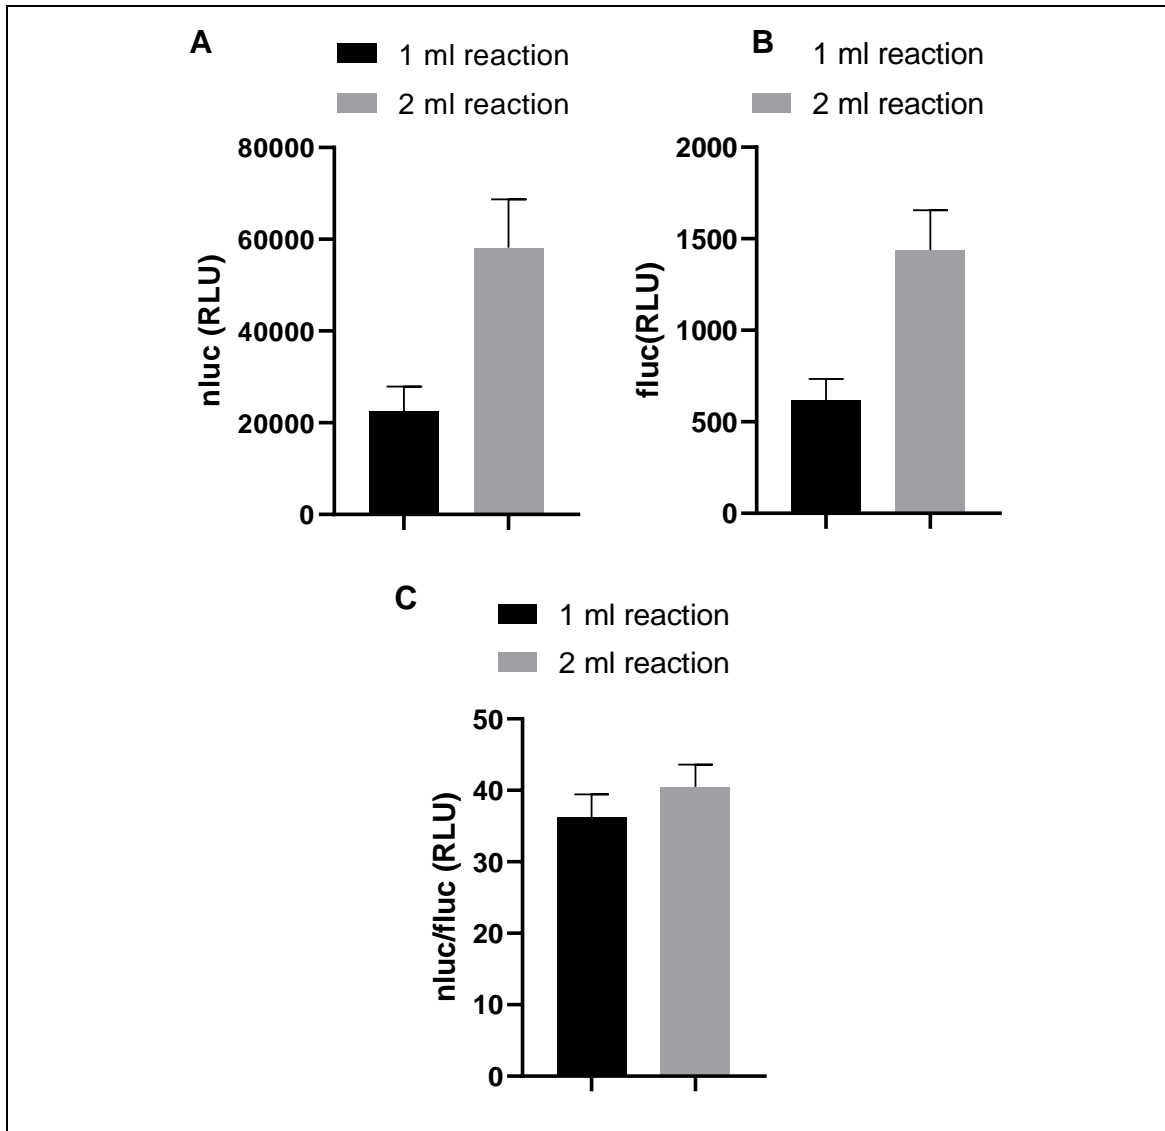 A
1 ml reaction
2 ml reaction
80000
60000
40000
20000
0
nluc (RLU)
B
1 ml reaction
2 ml reaction
2000
1500
1000
500
0
fluc(RLU)
C
1 ml reaction
2 ml reaction
50
40
30
20
10
0
nluc/fluc (RLU)